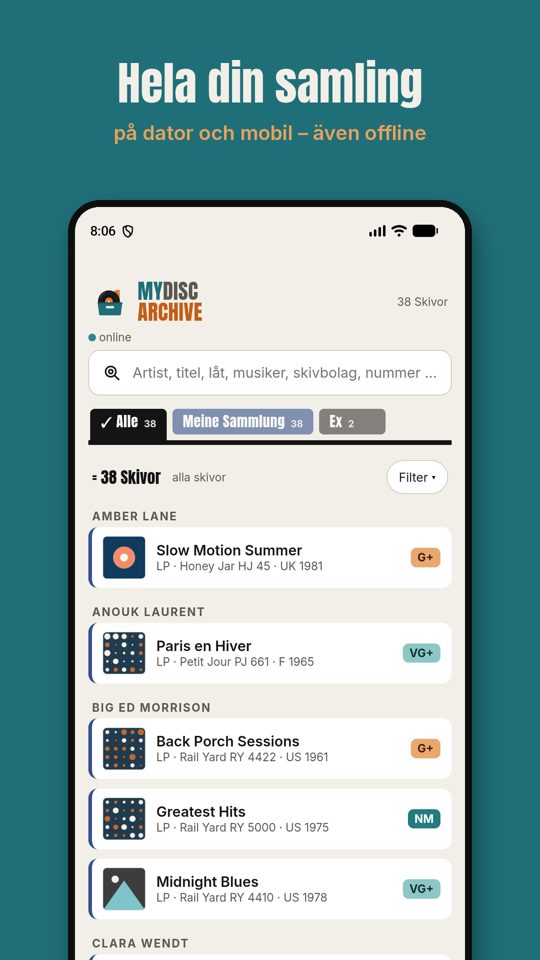 Hela din samling
på dator och mobil – även offline
8:06
MYDISC
ARCHIVE
38 Skivor
online
Artist, titel, låt, musiker, skivbolag, nummer ...
✓ Alle 38
Meine Sammlung 38
Ex 2
= 38 Skivor alla skivor
Filter ▾
AMBER LANE
Slow Motion Summer
LP · Honey Jar HJ 45 · UK 1981
G+
ANOUK LAURENT
Paris en Hiver
LP · Petit Jour PJ 661 · F 1965
VG+
BIG ED MORRISON
Back Porch Sessions
LP · Rail Yard RY 4422 · US 1961
G+
Greatest Hits
LP · Rail Yard RY 5000 · US 1975
NM
Midnight Blues
LP · Rail Yard RY 4410 · US 1978
VG+
CLARA WENDT